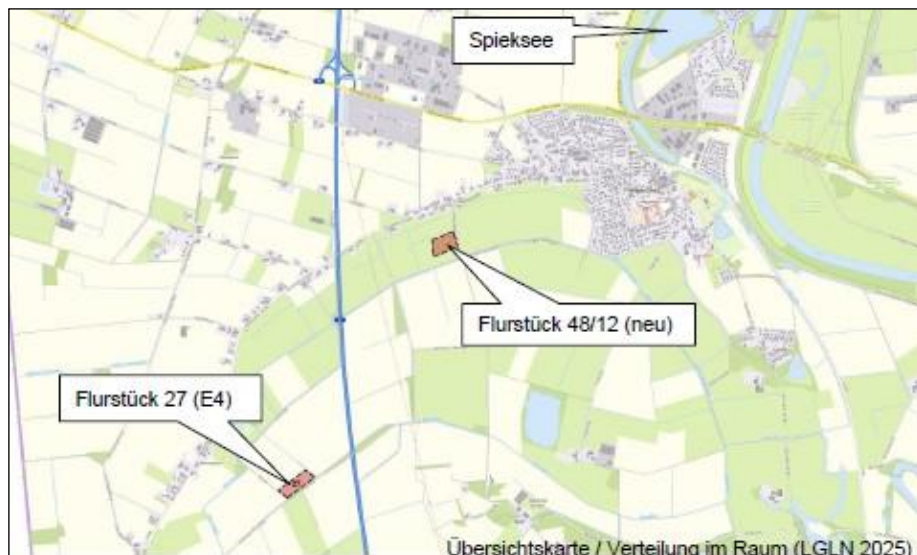 Spieksee
Flurstück 48/12 (neu)
Flurstück 27 (E4)
Übersichtskarte / Verteilung im Raum (LGLN 2025)